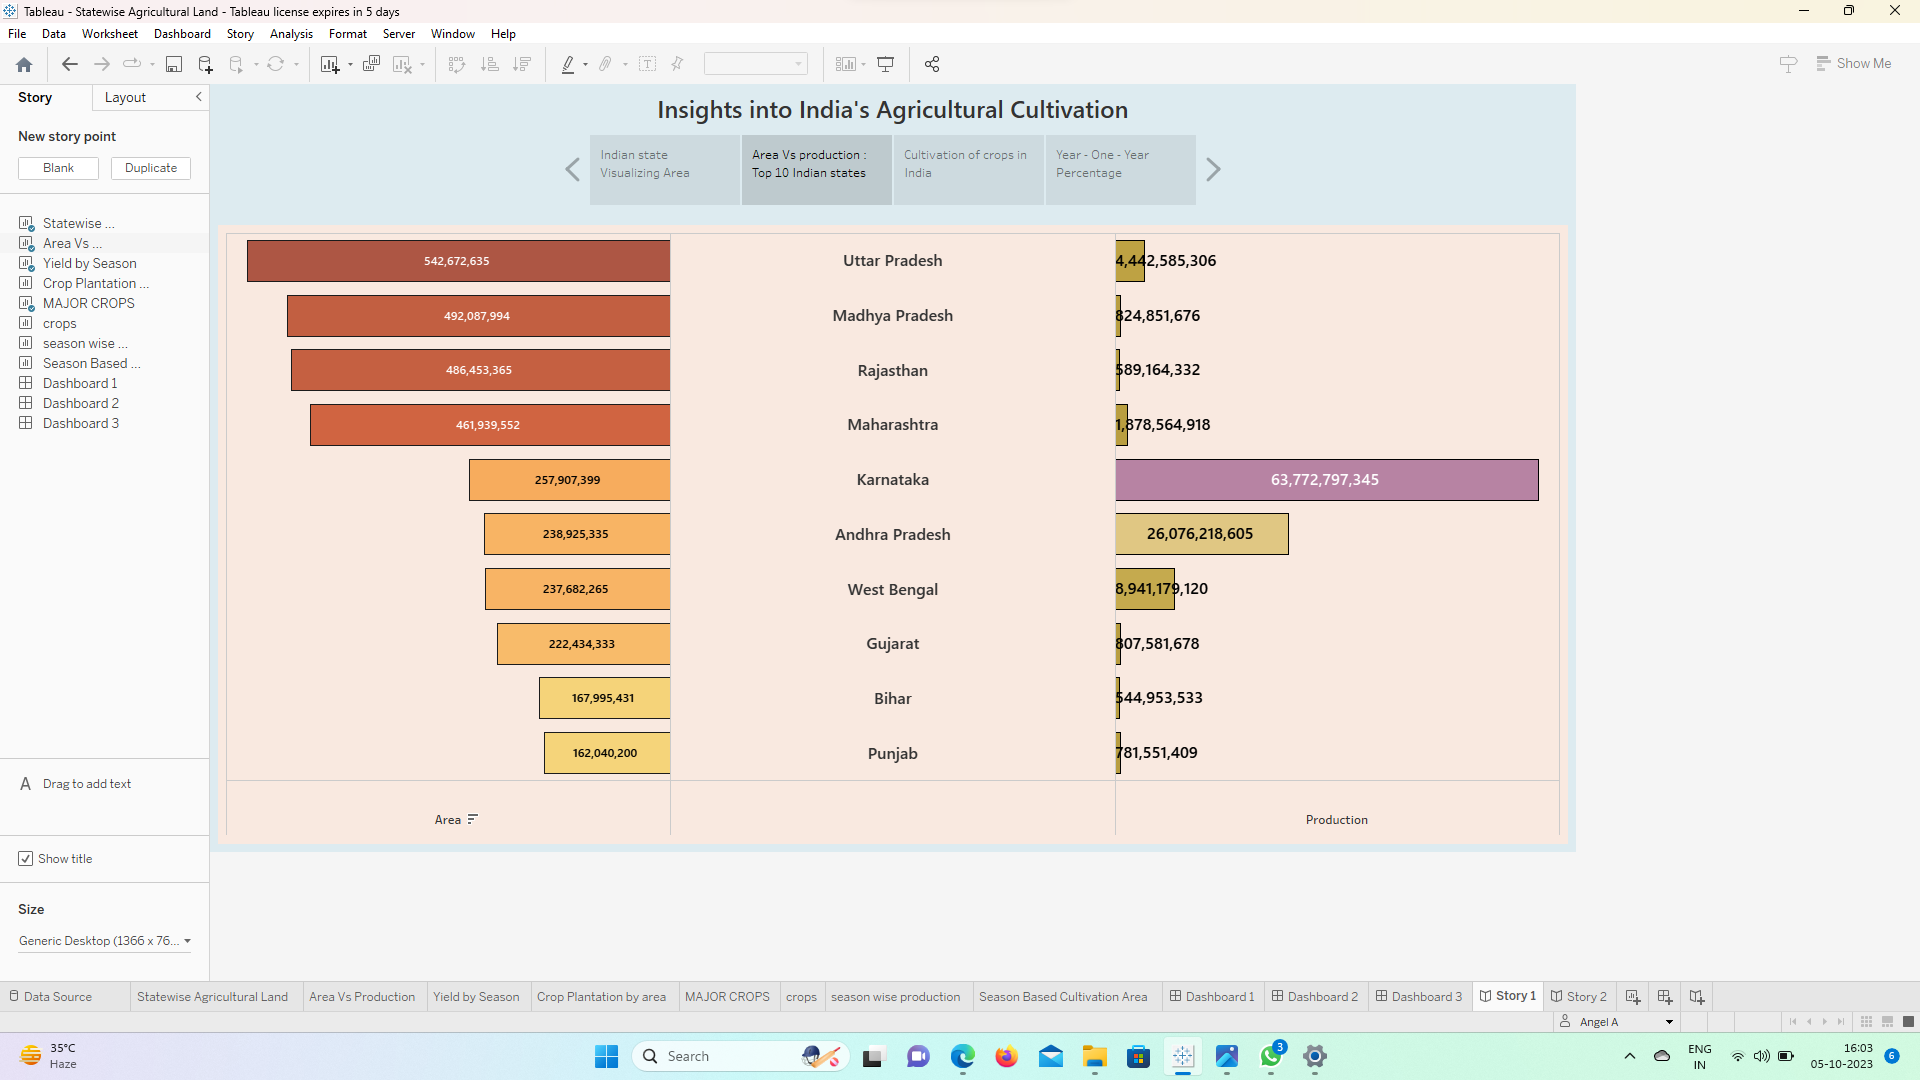 Tableau - Statewise Agricultural Land - Tableau license expires in 5 days
File Data Worksheet Dashboard Story Analysis Format Server Window Help
Show Me
Story Layout
New story point
Blank Duplicate
Statewise ...
Area Vs ...
Yield by Season
Crop Plantation ...
MAJOR CROPS
crops
season wise ...
Season Based ...
Dashboard 1
Dashboard 2
Dashboard 3
A Drag to add text
Show title
Size
Generic Desktop (1366 x 76...
Insights into India's Agricultural Cultivation
Indian state
Visualizing Area
Area Vs production :
Top 10 Indian states
Cultivation of crops in
India
Year - One - Year
Percentage
542,672,635 Uttar Pradesh 4,442,585,306
492,087,994 Madhya Pradesh 824,851,676
486,453,365 Rajasthan 589,164,332
461,939,552 Maharashtra 1,878,564,918
257,907,399 Karnataka 63,772,797,345
238,925,335 Andhra Pradesh 26,076,218,605
237,682,265 West Bengal 8,941,179,120
222,434,333 Gujarat 807,581,678
167,995,431 Bihar 544,953,533
162,040,200 Punjab 781,551,409
Area Production
Data Source Statewise Agricultural Land Area Vs Production Yield by Season Crop Plantation by area MAJOR CROPS crops season wise production Season Based Cultivation Area Dashboard 1 Dashboard 2 Dashboard 3 Story 1 Story 2
Angel A
35°C
Haze
Search
3
ENG
IN
16:03
05-10-2023
6